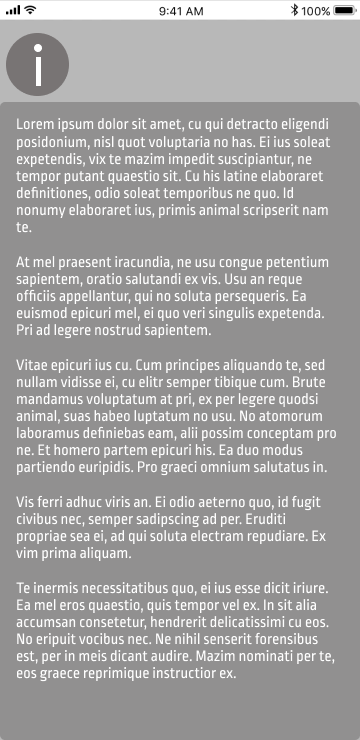 9:41 AM
100%
i
Lorem ipsum dolor sit amet, cu qui detracto eligendi
posidonium, nisl quot voluptaria no has. Ei ius soleat
expetendis, vix te mazim impedit suscipiantur, ne
tempor putant quaestio sit. Cu his latine elaboraret
definitiones, odio soleat temporibus ne quo. Id
nonumy elaboraret ius, primis animal scripserit nam
te.
At mel praesent iracundia, ne usu congue petentium
sapientem, oratio salutandi ex vis. Usu an reque
officiis appellantur, qui no soluta persequeris. Ea
euismod epicuri mel, ei quo veri singulis expetenda.
Pri ad legere nostrud sapientem.
Vitae epicuri ius cu. Cum principes aliquando te, sed
nullam vidisse ei, cu elitr semper tibique cum. Brute
mandamus voluptatum at pri, ex per legere quodsi
animal, suas habeo luptatum no usu. No atomorum
laboramus definiebas eam, alii possim conceptam pro
ne. Et homero partem epicuri his. Ea duo modus
partiendo euripidis. Pro graeci omnium salutatus in.
Vis ferri adhuc viris an. Ei odio aeterno quo, id fugit
civibus nec, semper sadipscing ad per. Eruditi
propriae sea ei, ad qui soluta electram repudiare. Ex
vim prima aliquam.
Te inermis necessitatibus quo, ei ius esse dicit iriure.
Ea mel eros quaestio, quis tempor vel ex. In sit alia
accumsan consetetur, hendrerit delicatissimi cu eos.
No eripuit vocibus nec. Ne nihil senserit forensibus
est, per in meis dicant audire. Mazim nominati per te,
eos graece reprimique instructior ex.